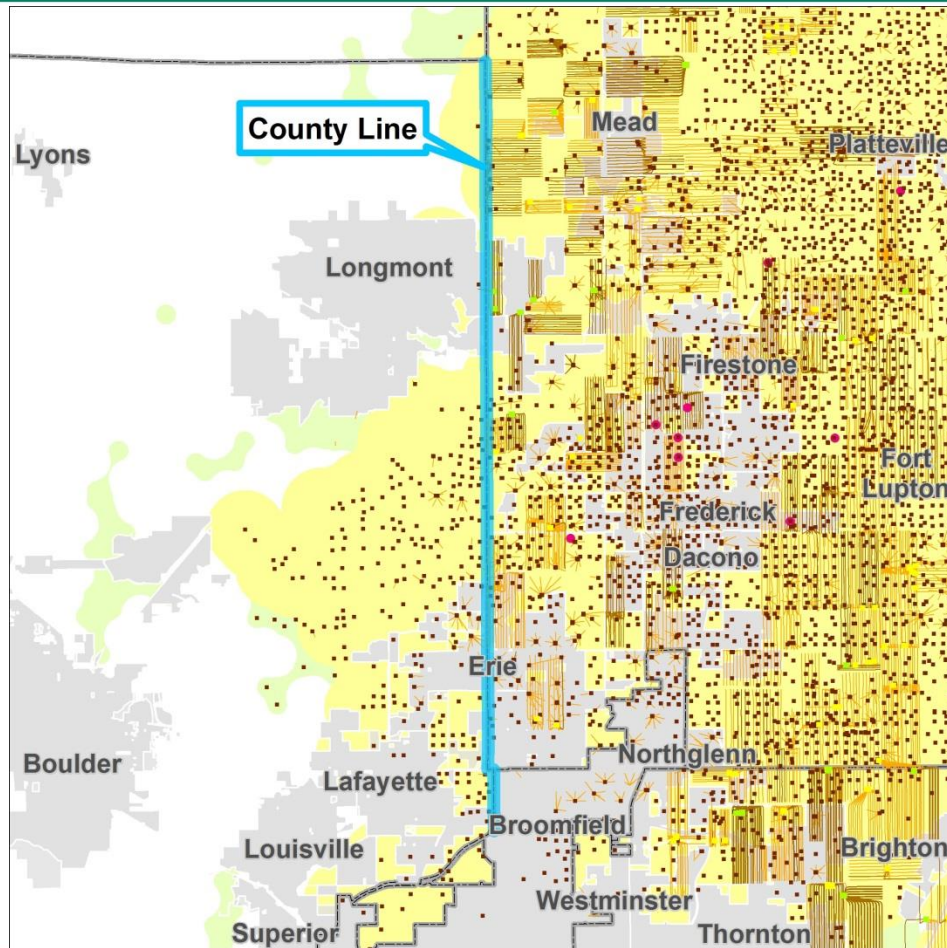 County Line
Mead
Platteville
Lyons
Longmont
Firestone
Fort
Lupton
Frederick
Dacono
Erie
Boulder
Northglenn
Lafayette
Broomfield
Louisville
Brighton
Westminster
Superior
Thornton